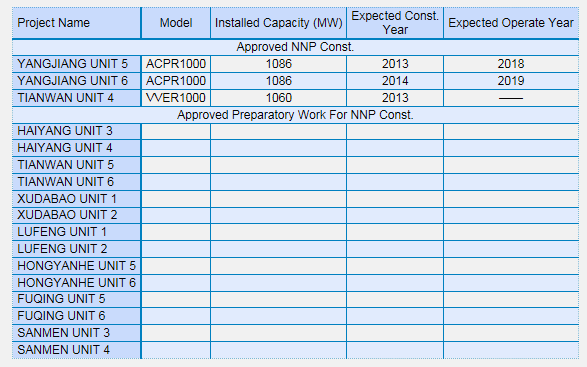 Project Name Model Installed Capacity (MW) Expected Const. Year Expected Operate Year
Approved NNP Const.
YANGJIANG UNIT 5 ACPR1000 1086 2013 2018
YANGJIANG UNIT 6 ACPR1000 1086 2014 2019
TIANWAN UNIT 4 VVER1000 1060 2013 ——
Approved Preparatory Work For NNP Const.
HAIYANG UNIT 3
HAIYANG UNIT 4
TIANWAN UNIT 5
TIANWAN UNIT 6
XUDABAO UNIT 1
XUDABAO UNIT 2
LUFENG UNIT 1
LUFENG UNIT 2
HONGYANHE UNIT 5
HONGYANHE UNIT 6
FUQING UNIT 5
FUQING UNIT 6
SANMEN UNIT 3
SANMEN UNIT 4